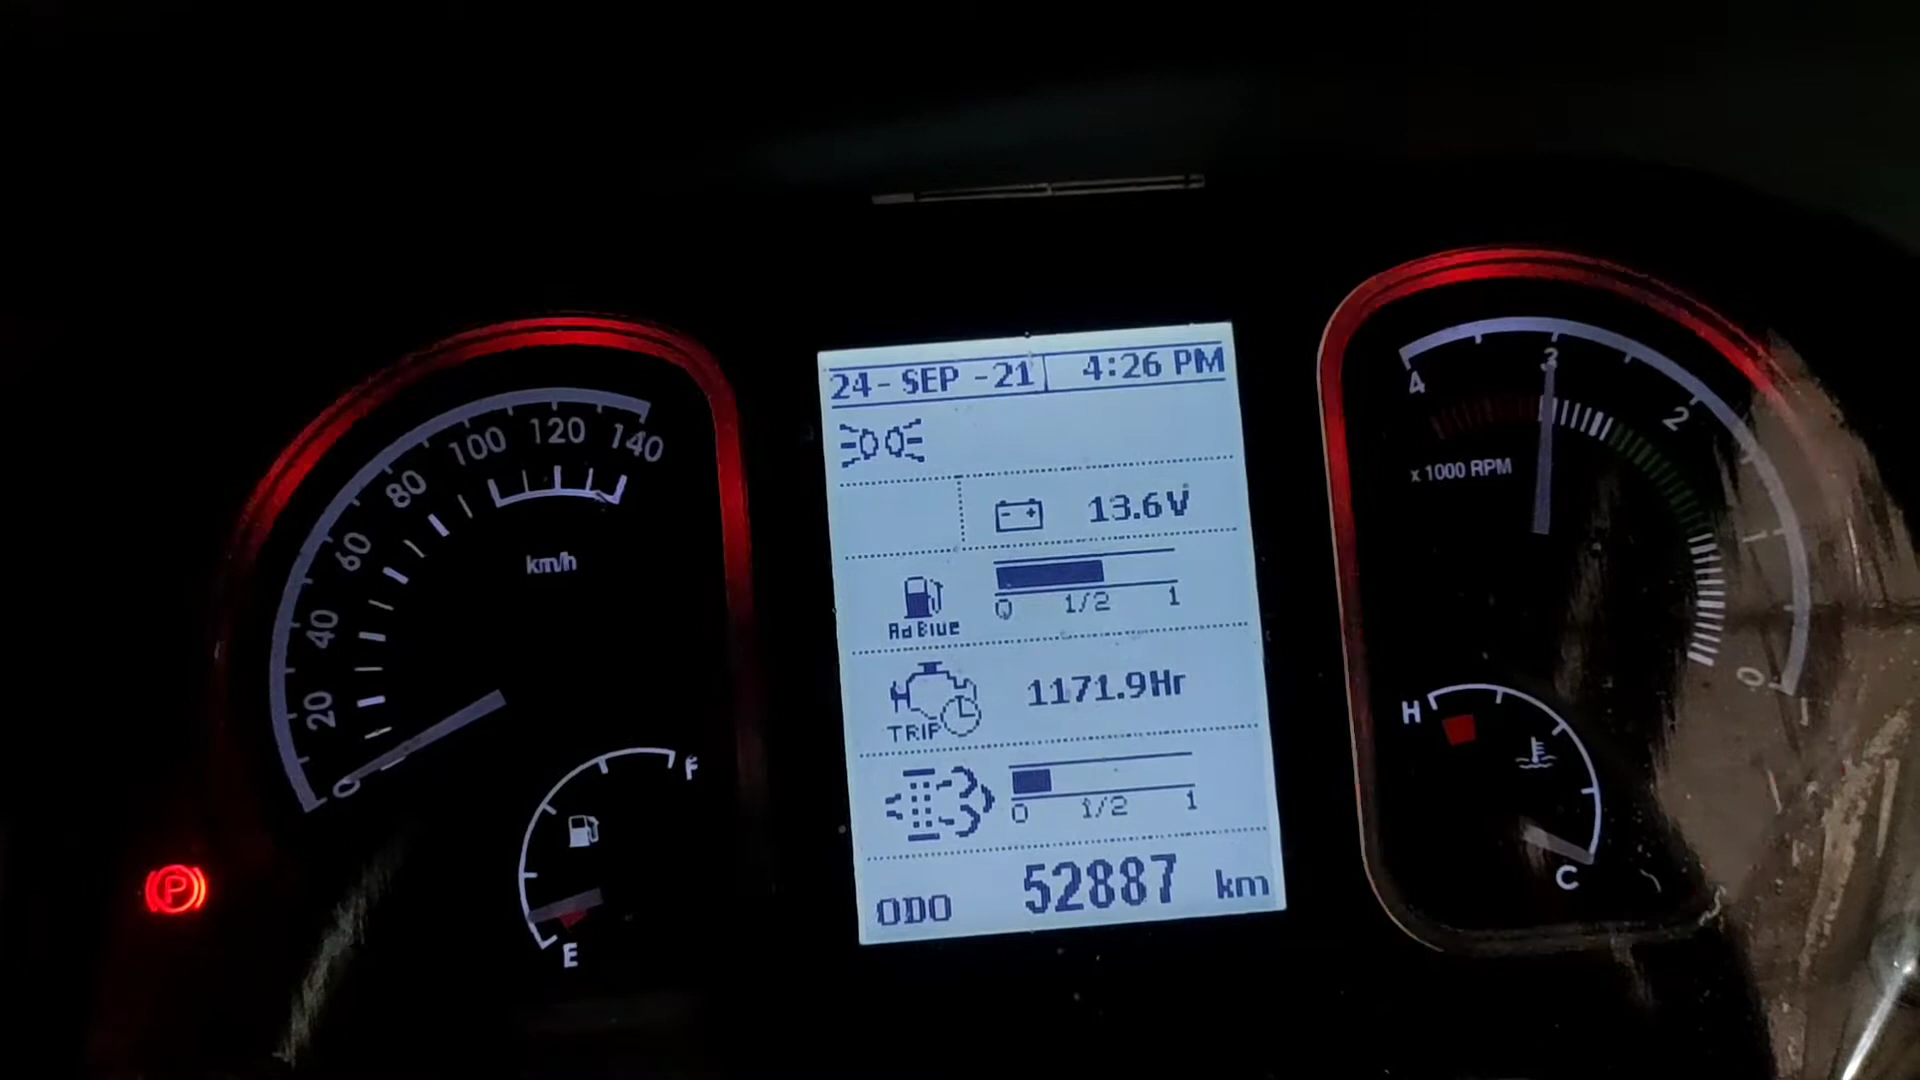 24- SEP -21 4:26 PM
- + 13.6V
0 1/2 1
Ad Blue
1171.9Hr
TRIP
0 1/2 1
ODO 52887 km
0
20
40
60
80
100
120
140
km/h
F
E
P
4
3
2
0
x 1000 RPM
H
C